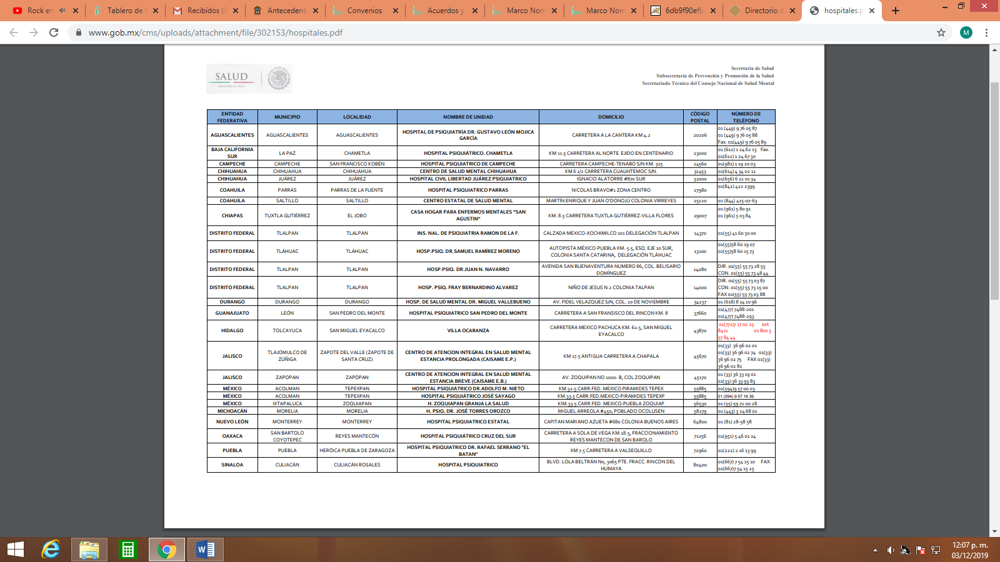 Rock en
Tablero de S
Recibidos (3
Antecedent
Convenios
Acuerdos y
Marco Norm
Marco Norm
6db9f90efb
Directorio d
hospitales.p
www.gob.mx/cms/uploads/attachment/file/302153/hospitales.pdf
M
SALUD
SECRETARÍA DE SALUD
Secretaría de Salud
Subsecretaría de Prevención y Promoción de la Salud
Secretariado Técnico del Consejo Nacional de Salud Mental
ENTIDAD FEDERATIVA MUNICIPIO LOCALIDAD NOMBRE DE UNIDAD DOMICILIO CÓDIGO POSTAL NÚMERO DE TELÉFONO
AGUASCALIENTES AGUASCALIENTES AGUASCALIENTES HOSPITAL DE PSIQUIATRÍA DR. GUSTAVO LEÓN MOJICA GARCÍA CARRETERA A LA CANTERA KM 4.2 20206 01 (449) 9 76 05 87 01 (449) 9 76 05 88 Fax. 01(449) 9 76 05 89
BAJA CALIFORNIA SUR LA PAZ CHAMETLA HOSPITAL PSIQUIÁTRICO. CHAMETLA KM 11.5 CARRETERA AL NORTE EJIDO EN CENTENARIO 23000 01 (612) 1 24 62 13 Fax. 01(612) 1 24 67 30
CAMPECHE CAMPECHE SAN FRANCISCO KOBÉN HOSPITAL PSIQUIATRICO DE CAMPECHE CARRETERA CAMPECHE-TENABO S/N KM. 315 24560 01(981) 1 19 20 03
CHIHUAHUA CHIHUAHUA CHIHUAHUA CENTRO DE SALUD MENTAL CHIHUAHUA KM 6 1/2 CARRETERA CUAUHTEMOC S/N. 31453 01(614) 4 34 02 11
CHIHUAHUA JUÁREZ JUÁREZ HOSPITAL CIVIL LIBERTAD JUÁREZ PSIQUIATRICO IGNACIO ALATORRE #870 SUR 32000 01(656) 6 12 01 34
COAHUILA PARRAS PARRAS DE LA FUENTE HOSPITAL PSIQUIATRICO PARRAS NICOLAS BRAVO#1 ZONA CENTRO 27980 01(842) 422 2399
COAHUILA SALTILLO SALTILLO CENTRO ESTATAL DE SALUD MENTAL MARTÍN ENRIQUE Y JUAN O'DONOJÚ COLONIA VIRREYES 25220 01 (844) 415-07-63
CHIAPAS TUXTLA GUTIÉRREZ EL JOBO CASA HOGAR PARA ENFERMOS MENTALES "SAN AGUSTIN" KM. 8.5 CARRETERA TUXTLA GUTIÉRREZ-VILLA FLORES 29007 01 (961) 5 80 91 01 (961) 5 03 84
DISTRITO FEDERAL TLALPAN TLALPAN INS. NAL. DE PSIQUIATRIA RAMON DE LA F. CALZADA MEXICO-XOCHIMILCO 101 DELEGACIÓN TLALPAN 14370 01(55) 41 60 50 00
DISTRITO FEDERAL TLÁHUAC TLÁHUAC HOSP.PSIQ. DR.SAMUEL RAMÍREZ MORENO AUTOPISTA MÉXICO-PUEBLA KM. 5.5, ESQ. EJE 10 SUR, COLONIA SANTA CATARINA, DELEGACIÓN TLÁHUAC 13100 01(55)58 60 19 07 01(55)58 60 15 73
DISTRITO FEDERAL TLALPAN TLALPAN HOSP.PSIQ. DR.JUAN N. NAVARRO AVENIDA SAN BUENAVENTURA NUMERO 86, COL. BELISARIO DOMÍNGUEZ 14080 DIR. 01(55) 55 73 28 55 CON. 01(55) 55 73 48 44
DISTRITO FEDERAL TLALPAN TLALPAN HOSP. PSIQ. FRAY BERNARDINO ALVAREZ NIÑO DE JESUS N.2 COLONIA TALPAN 14000 DIR. 01(55) 55 73 03 87 CON. 01(55) 55 73 15 00 FAX 01(55) 55 73 03 88
DURANGO DURANGO DURANGO HOSP. DE SALUD MENTAL DR. MIGUEL VALLEBUENO AV. FIDEL VELAZQUEZ S/N, COL. 20 DE NOVIEMBRE 34237 01 (618) 8 14 10 96
GUANAJUATO LEÓN SAN PEDRO DEL MONTE HOSPITAL PSIQUIATRICO SAN PEDRO DEL MONTE CARRETERA A SAN FRANSISCO DEL RINCON KM. 8 37660 01(477) 7488-201 01(477) 7488-293
HIDALGO TOLCAYUCA SAN MIGUEL EYACALCO VILLA OCARANZA CARRETERA MEXICO PACHUCA KM. 62.5, SAN MIGUEL EYACALCO 43870 01(771)7 17 02 25 ext. 8411 01 800 5 57 84 44
JALISCO TLAJOMULCO DE ZÚÑIGA ZAPOTE DEL VALLE (ZAPOTE DE SANTA CRUZ) CENTRO DE ATENCION INTEGRAL EN SALUD MENTAL ESTANCIA PROLONGADA (CAISAME E.P.) KM 17.5 ANTIGUA CARRETERA A CHAPALA 45670 01(33) 36 96 02 01 01(33) 36 96 02 74 01(33) 36 96 02 75 FAX 01(33) 36 96 02 81
JALISCO ZAPOPAN ZAPOPAN CENTRO DE ATENCION INTEGRAL EN SALUD MENTAL ESTANCIA BREVE (CAISAME E.B.) AV. ZOQUIPAN NO 1000- B, COL ZOQUIPAN 45170 01 (33) 36 33 19 01 01(33) 36 33 93 83
MÉXICO ACOLMAN TEPEXPAN HOSPITAL PSIQUIÁTRICO DR.ADOLFO M. NIETO KM.32.5 CARR.FED. MEXICO PIRAMIDES TEPEX 55885 01(594)9 57 00 03
MÉXICO ACOLMAN TEPEXPAN HOSPITAL PSIQUIÁTRICO JOSÉ SAYAGO KM.33.5 CARR.FED.MEXICO-PIRAMIDES TEPEXP 55885 01 (594) 9 57 18 36
MÉXICO IXTAPALUCA ZOQUIAPAN H. ZOQUIAPAN GRANJA LA SALUD KIM.33.5 CARR.FED. MEXICO-PUEBLA ZOQUIAP 56530 01 (55) 59 72 00 28
MICHOACÁN MORELIA MORELIA H. PSIQ. DR. JOSÉ TORRES OROZCO MIGUEL ARREOLA #450, POBLADO OCOLUSEN 58279 01 (443) 3 24 68 01
NUEVO LEÓN MONTERREY MONTERREY HOSPITAL PSIQUIATRICO ESTATAL CAPITAN MARIANO AZUETA #680 COLONIA BUENOS AIRES 64800 01 (81) 28-58 58
OAXACA SAN BARTOLO COYOTEPEC REYES MANTECÓN HOSPITAL PSIQUIÁTRICO CRUZ DEL SUR CARRETERA A SOLA DE VEGA KM.18.5, FRACCIONAMIENTO REYES MANTECON DE SAN BAROLO 71256 01(951) 5 46 01 24
PUEBLA PUEBLA HERÓICA PUEBLA DE ZARAGOZA HOSPITAL PSIQUIATRICO DR. RAFAEL SERRANO "EL BATAN" KM 7.5 CARRETERA A VALSEQUILLO 72960 01(222) 2 16 13 99
SINALOA CULIACÁN CULIACÁN ROSALES HOSPITAL PSIQUIATRICO BLVD. LOLA BELTRÁN No, 3065 PTE. FRACC. RINCON DEL HUMAYA 80400 01(667) 7 54 15 10 FAX 01(667)7 54 15 25
12:07 p. m.
03/12/2019